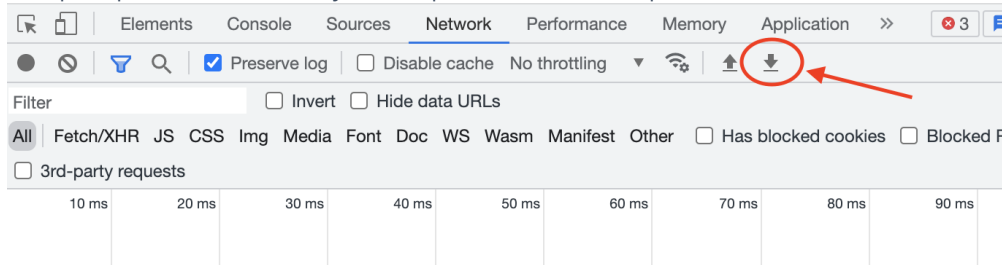 Elements Console Sources Network Performance Memory Application 3
Preserve log Disable cache No throttling
Filter Invert Hide data URLs
All Fetch/XHR JS CSS Img Media Font Doc WS Wasm Manifest Other Has blocked cookies Blocked
3rd-party requests
10 ms 20 ms 30 ms 40 ms 50 ms 60 ms 70 ms 80 ms 90 ms